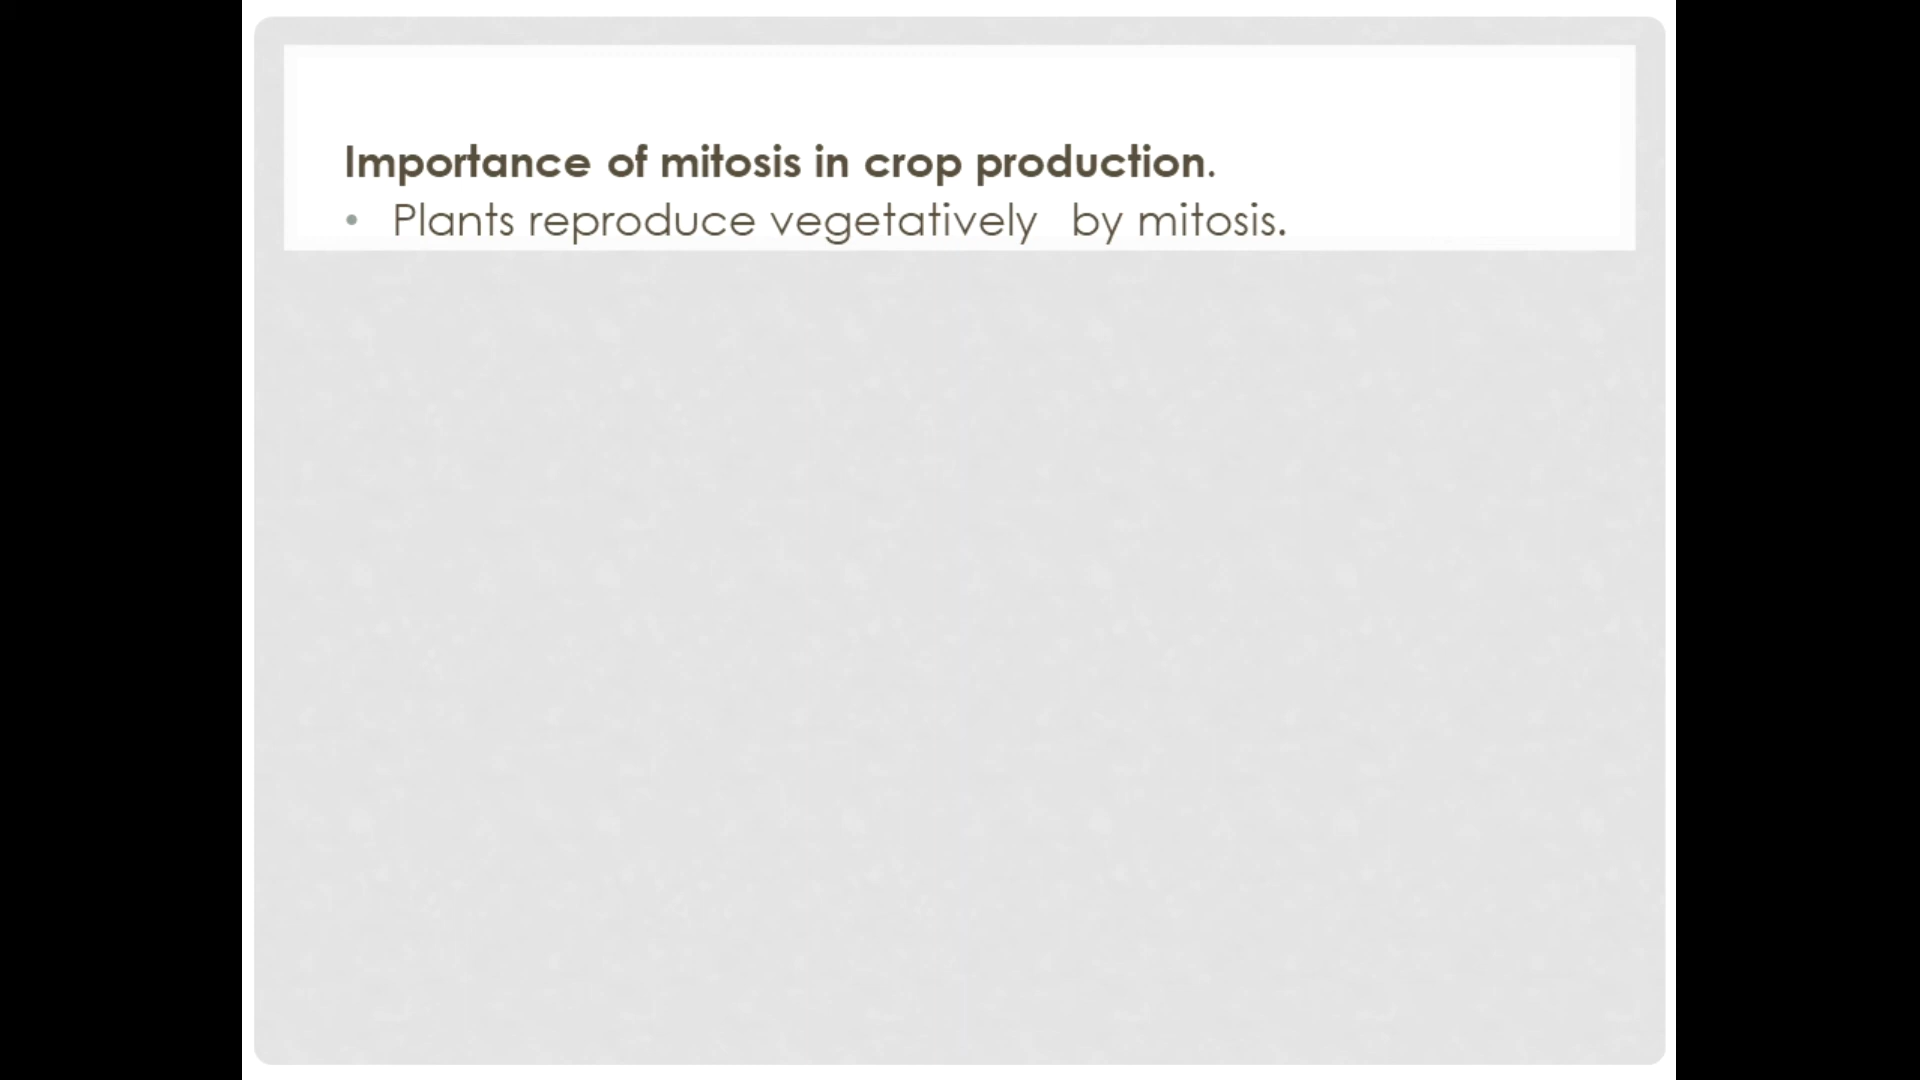 Importance of mitosis in crop production.
• Plants reproduce vegetatively by mitosis.